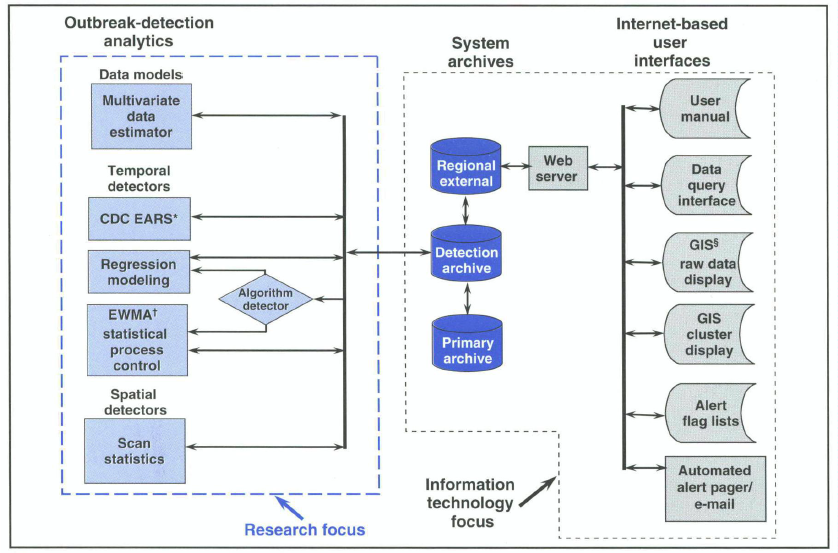 Outbreak-detection
analytics
Data models
Multivariate
data
estimator
Temporal
detectors
CDC EARS*
Regression
modeling
Algorithm
detector
EWMA†
statistical
process
control
Spatial
detectors
Scan
statistics
Research focus
System
archives
Regional
external
Detection
archive
Primary
archive
Web
server
Information
technology
focus
Internet-based
user
interfaces
User
manual
Data
query
interface
GIS§
raw data
display
GIS
cluster
display
Alert
flag lists
Automated
alert pager/
e-mail